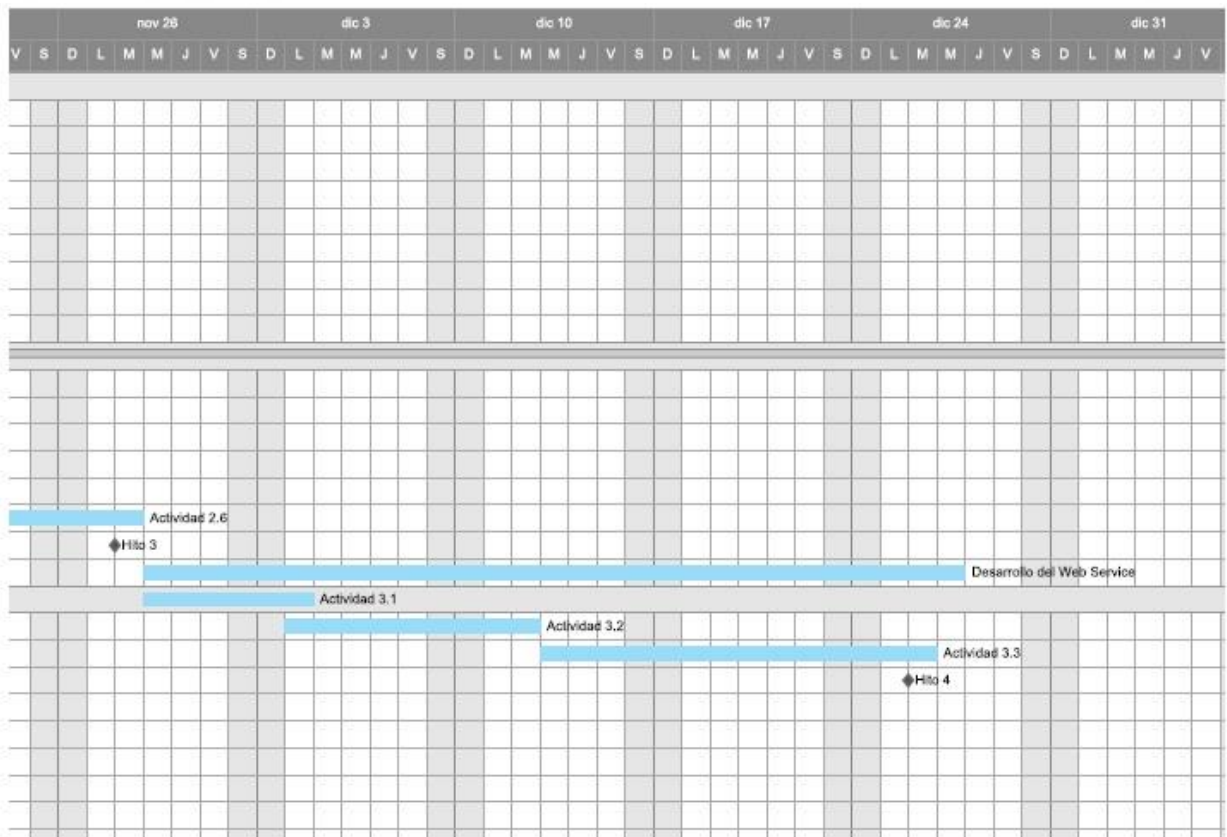 nov 26 dic 3 dic 10 dic 17 dic 24 dic 31
V S D L M M J V S D L M M J V S D L M M J V S D L M M J V S D L M M J V S D L M M J V
Actividad 2.6
Hito 3
Desarrollo del Web Service
Actividad 3.1
Actividad 3.2
Actividad 3.3
Hito 4